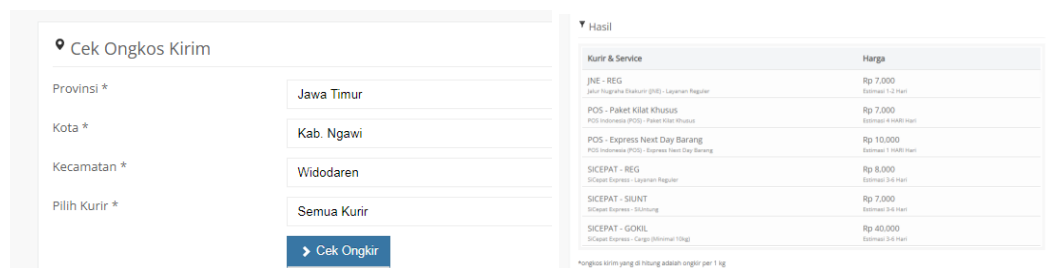 Cek Ongkos Kirim
Provinsi *
Jawa Timur
Kota *
Kab. Ngawi
Kecamatan *
Widodaren
Pilih Kurir *
Semua Kurir
Cek Ongkir
Hasil
Kurir & Service Harga
JNE - REG Rp 7,000
Jalur Nugraha Ekakurir (JNE) - Layanan Reguler Estimasi 1-2 Hari
POS - Paket Kilat Khusus Rp 7,000
POS Indonesia (POS) - Paket Kilat Khusus Estimasi 4 HARI Hari
POS - Express Next Day Barang Rp 10,000
POS Indonesia (POS) - Express Next Day Barang Estimasi 1 HARI Hari
SICEPAT - REG Rp 8,000
SiCepat Express - Layanan Reguler Estimasi 3-6 Hari
SICEPAT - SIUNT Rp 7,000
SiCepat Express - SiUntung Estimasi 3-6 Hari
SICEPAT - GOKIL Rp 40,000
SiCepat Express - Cargo (Minimal 10kg) Estimasi 3-6 Hari
*ongkos kirim yang di hitung adalah ongkir per 1 kg